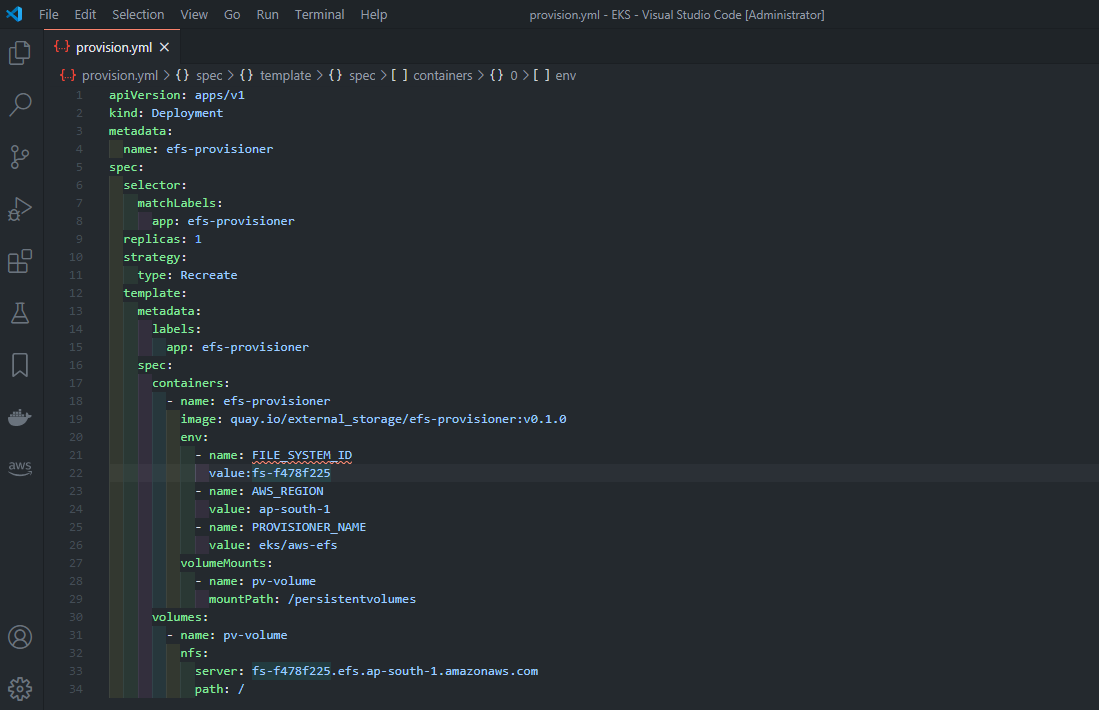 File Edit Selection View Go Run Terminal Help provision.yml - EKS - Visual Studio Code [Administrator]
{..} provision.yml ×
{..} provision.yml > {} spec > {} template > {} spec > [ ] containers > {} 0 > [ ] env
1 apiVersion: apps/v1
2 kind: Deployment
3 metadata:
4   name: efs-provisioner
5 spec:
6   selector:
7     matchLabels:
8       app: efs-provisioner
9   replicas: 1
10   strategy:
11     type: Recreate
12   template:
13     metadata:
14       labels:
15         app: efs-provisioner
16     spec:
17       containers:
18         - name: efs-provisioner
19           image: quay.io/external_storage/efs-provisioner:v0.1.0
20           env:
21             - name: FILE_SYSTEM_ID
22               value:fs-f478f225
23             - name: AWS_REGION
24               value: ap-south-1
25             - name: PROVISIONER_NAME
26               value: eks/aws-efs
27           volumeMounts:
28             - name: pv-volume
29               mountPath: /persistentvolumes
30       volumes:
31         - name: pv-volume
32           nfs:
33             server: fs-f478f225.efs.ap-south-1.amazonaws.com
34             path: /
aws